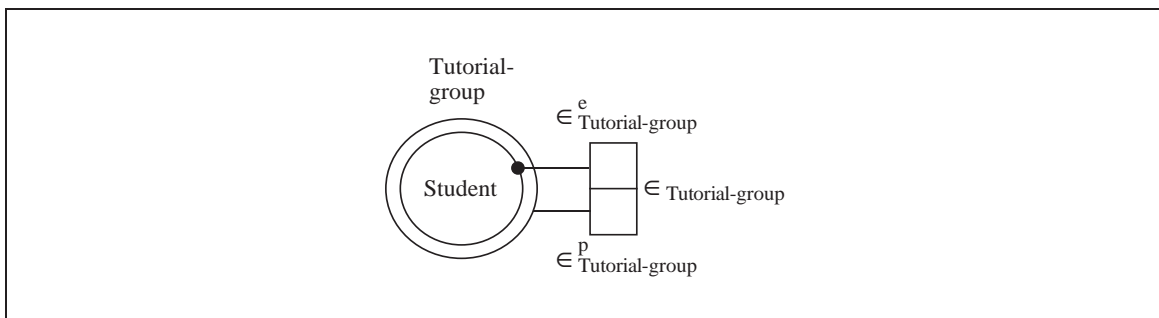 Tutorial-
group
∈ e Tutorial-group
Student
∈ Tutorial-group
∈ p Tutorial-group